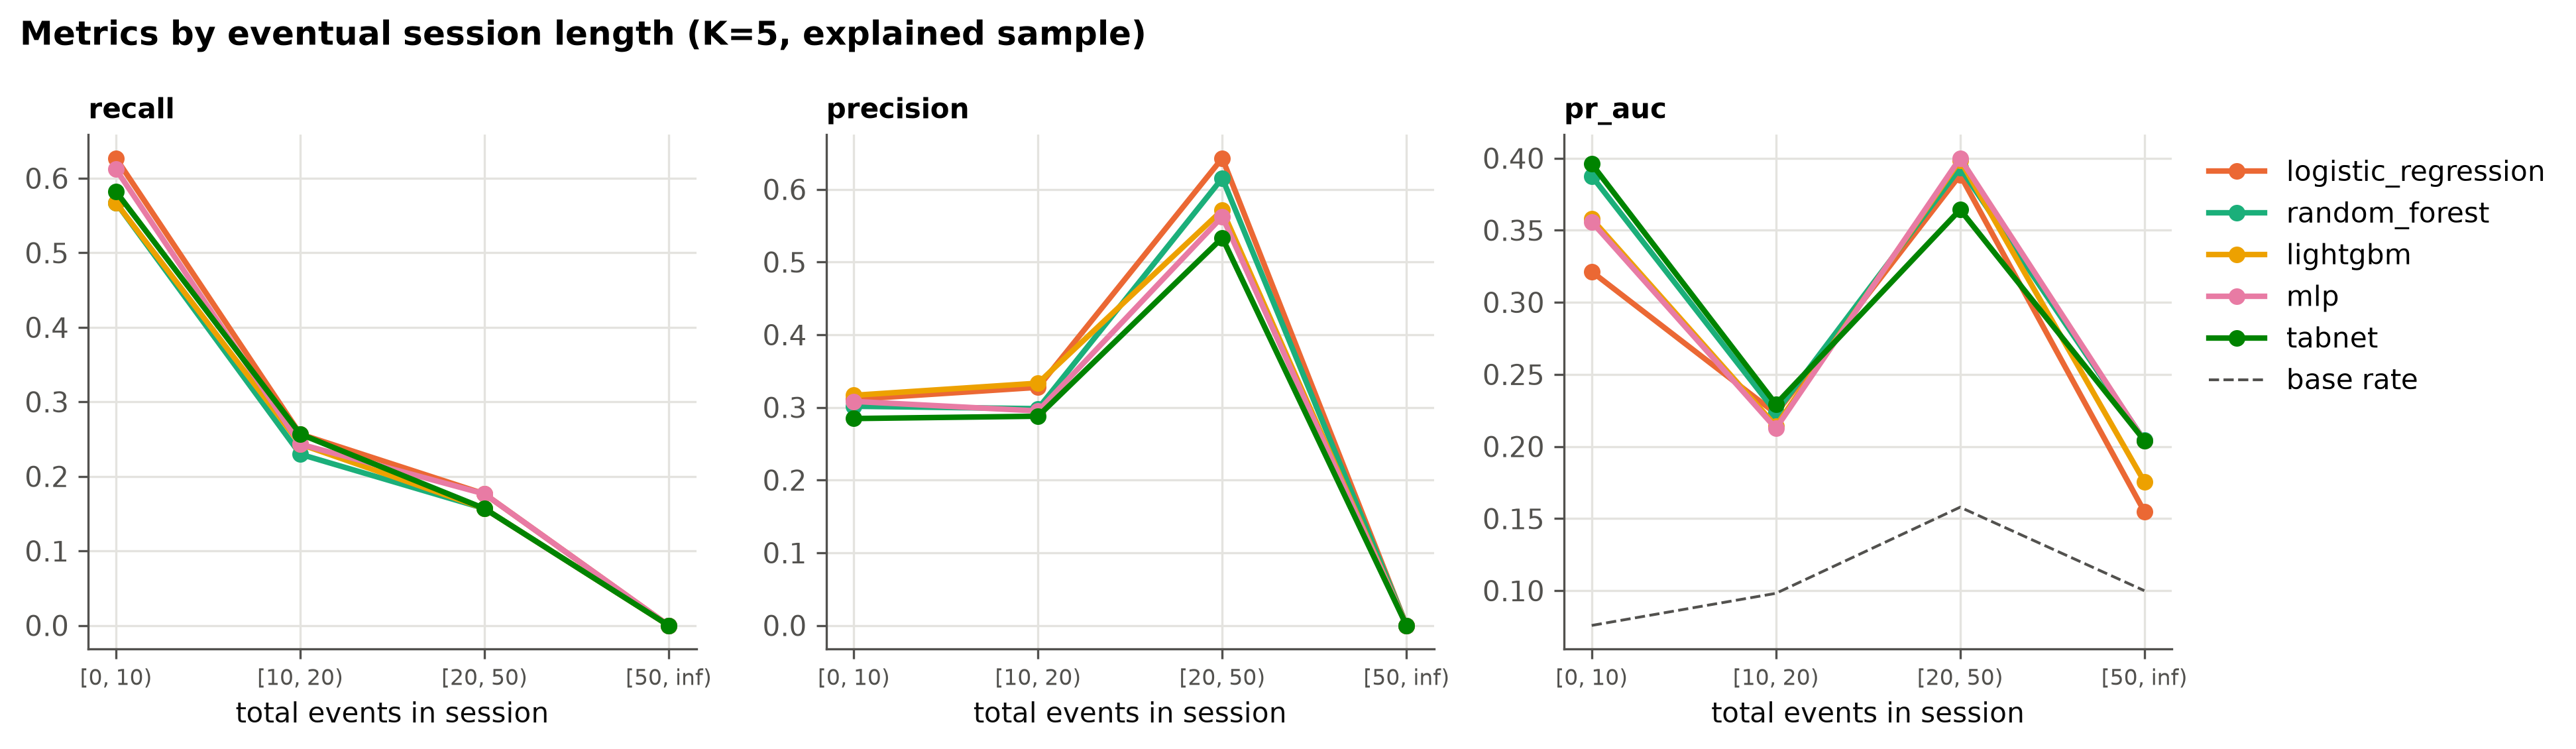 Metrics by eventual session length (K=5, explained sample)
recall
0.6
0.5
0.4
0.3
0.2
0.1
0.0
[0, 10)
[10, 20)
[20, 50)
[50, inf)
total events in session
precision
0.6
0.5
0.4
0.3
0.2
0.1
0.0
[0, 10)
[10, 20)
[20, 50)
[50, inf)
total events in session
pr_auc
0.40
0.35
0.30
0.25
0.20
0.15
0.10
[0, 10)
[10, 20)
[20, 50)
[50, inf)
total events in session
logistic_regression
random_forest
lightgbm
mlp
tabnet
base rate